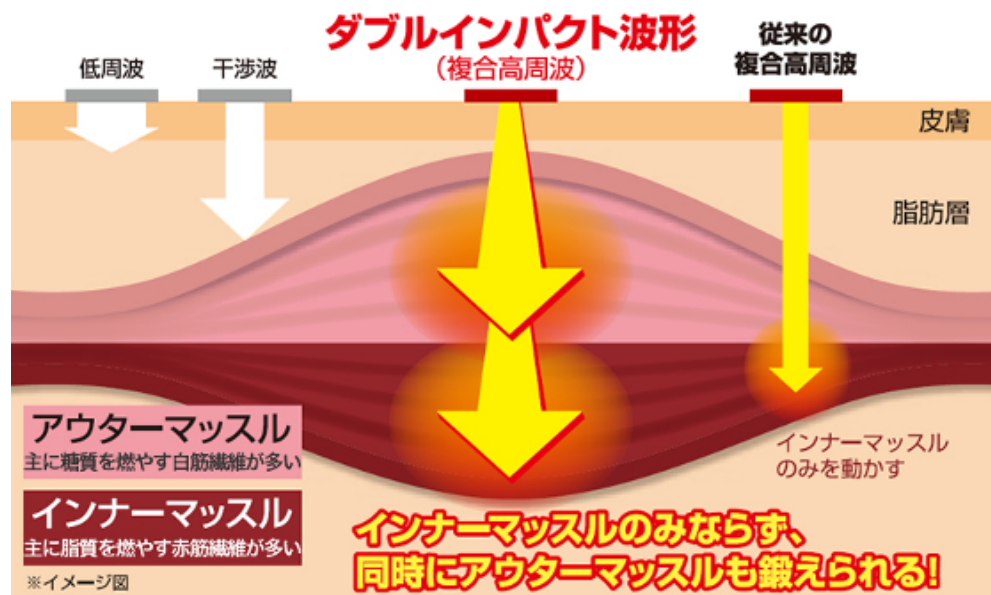 低周波
干渉波
ダブルインパクト波形
（複合高周波）
従来の
複合高周波
皮膚
脂肪層
アウターマッスル
主に糖質を燃やす白筋繊維が多い
インナーマッスル
主に脂質を燃やす赤筋繊維が多い
※イメージ図
インナーマッスル
のみを動かす
インナーマッスルのみならず、
同時にアウターマッスルも鍛えられる!